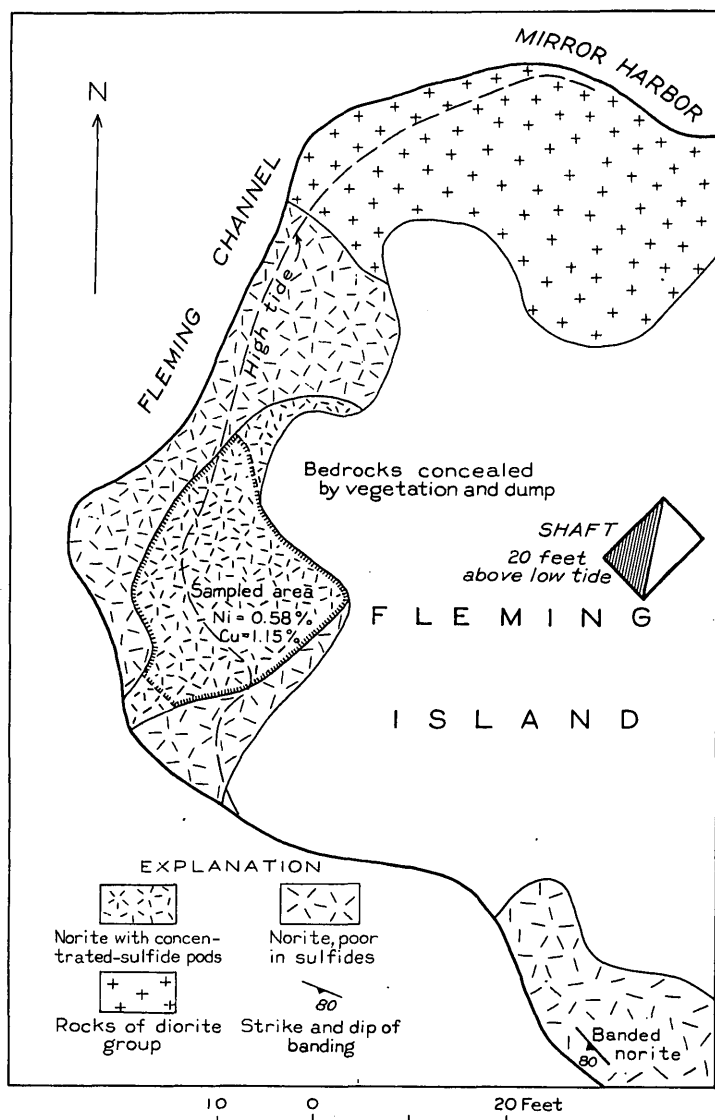 MIRROR HARBOR
N
FLEMING CHANNEL
High tide
Bedrocks concealed
by vegetation and dump
SHAFT
20 feet
above low tide
Sampled area
Ni = 0.58%
Cu = 1.15%
FLEMING
ISLAND
EXPLANATION
Norite with concen-
trated-sulfide pods
Norite, poor
in sulfides
Rocks of diorite
group
80
Strike and dip of
banding
Banded
norite
80
10 0 20 Feet